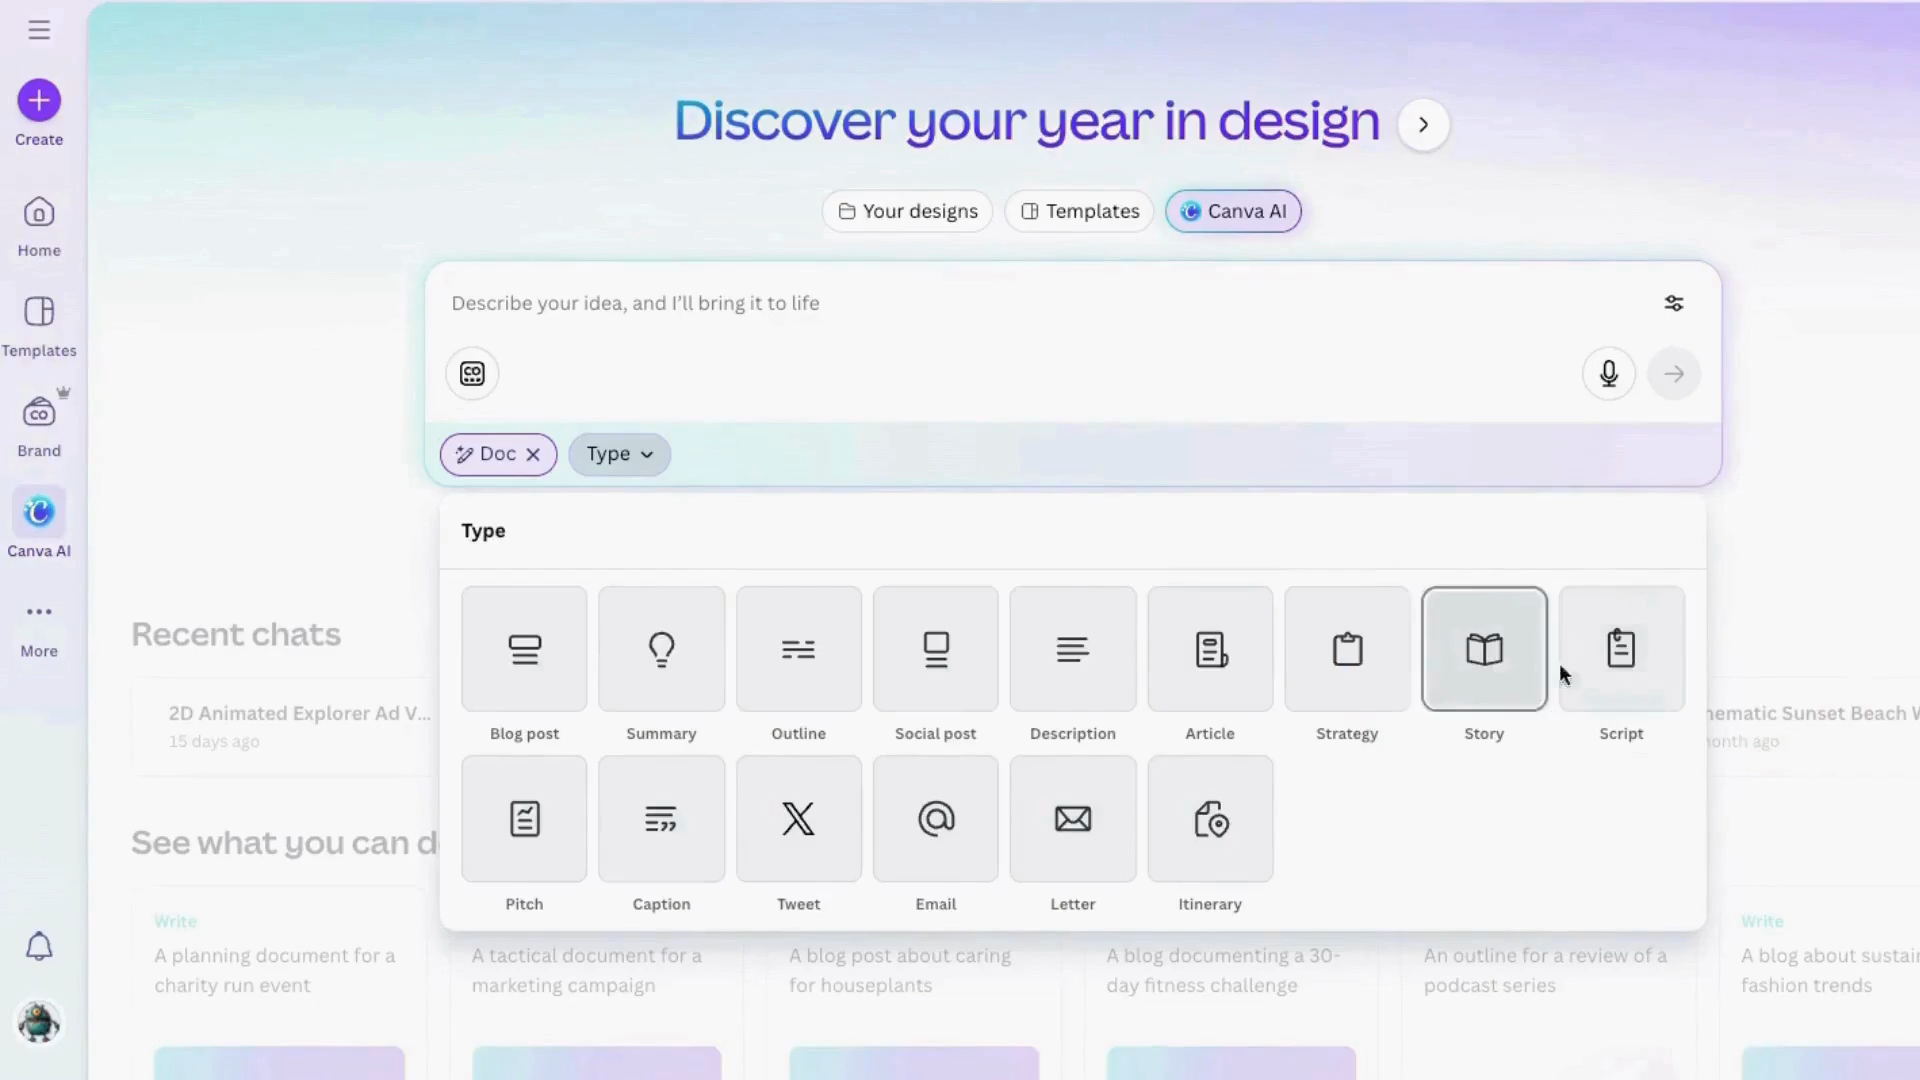 Create
Home
Templates
Brand
Canva AI
More
Discover your year in design
Your designs
Templates
Canva AI
Describe your idea, and I'll bring it to life
Doc
Type
Type
Blog post
Summary
Outline
Social post
Description
Article
Strategy
Story
Script
Pitch
Caption
Tweet
Email
Letter
Itinerary
Recent chats
2D Animated Explorer Ad V...
15 days ago
Sunset Beach
ago
See what you can
Write
A planning document for a
charity run event
A tactical document for a
marketing campaign
A blog post about caring
for houseplants
A blog documenting a 30-
day fitness challenge
An outline for a review of a
podcast series
Write
A blog about
fashion trends